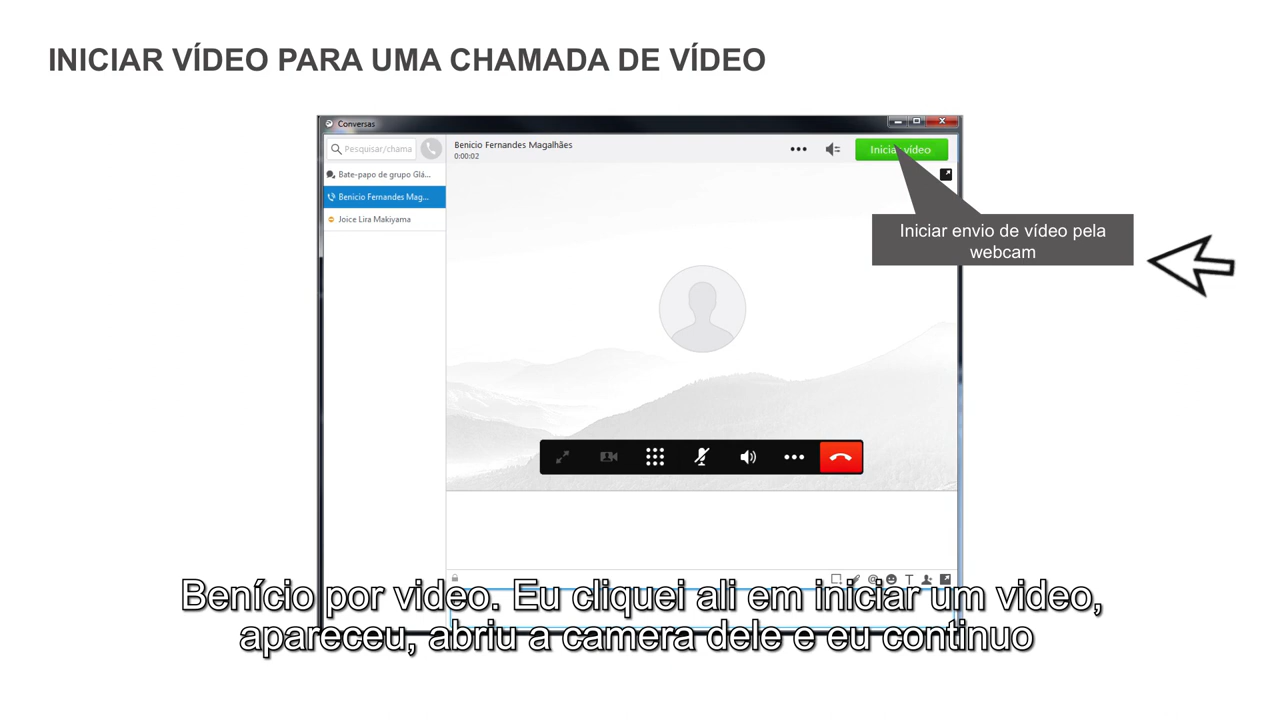 INICIAR VÍDEO PARA UMA CHAMADA DE VÍDEO
Conversas
Pesquisar/chama
Benicio Fernandes Magalhães
0:00:02
Iniciar vídeo
Bate-papo de grupo Glá...
Benicio Fernandes Mag...
Joice Lira Makiyama
Iniciar envio de vídeo pela
webcam
Benício por video. Eu cliquei ali em iniciar um video,
apareceu, abriu a camera dele e eu continuo